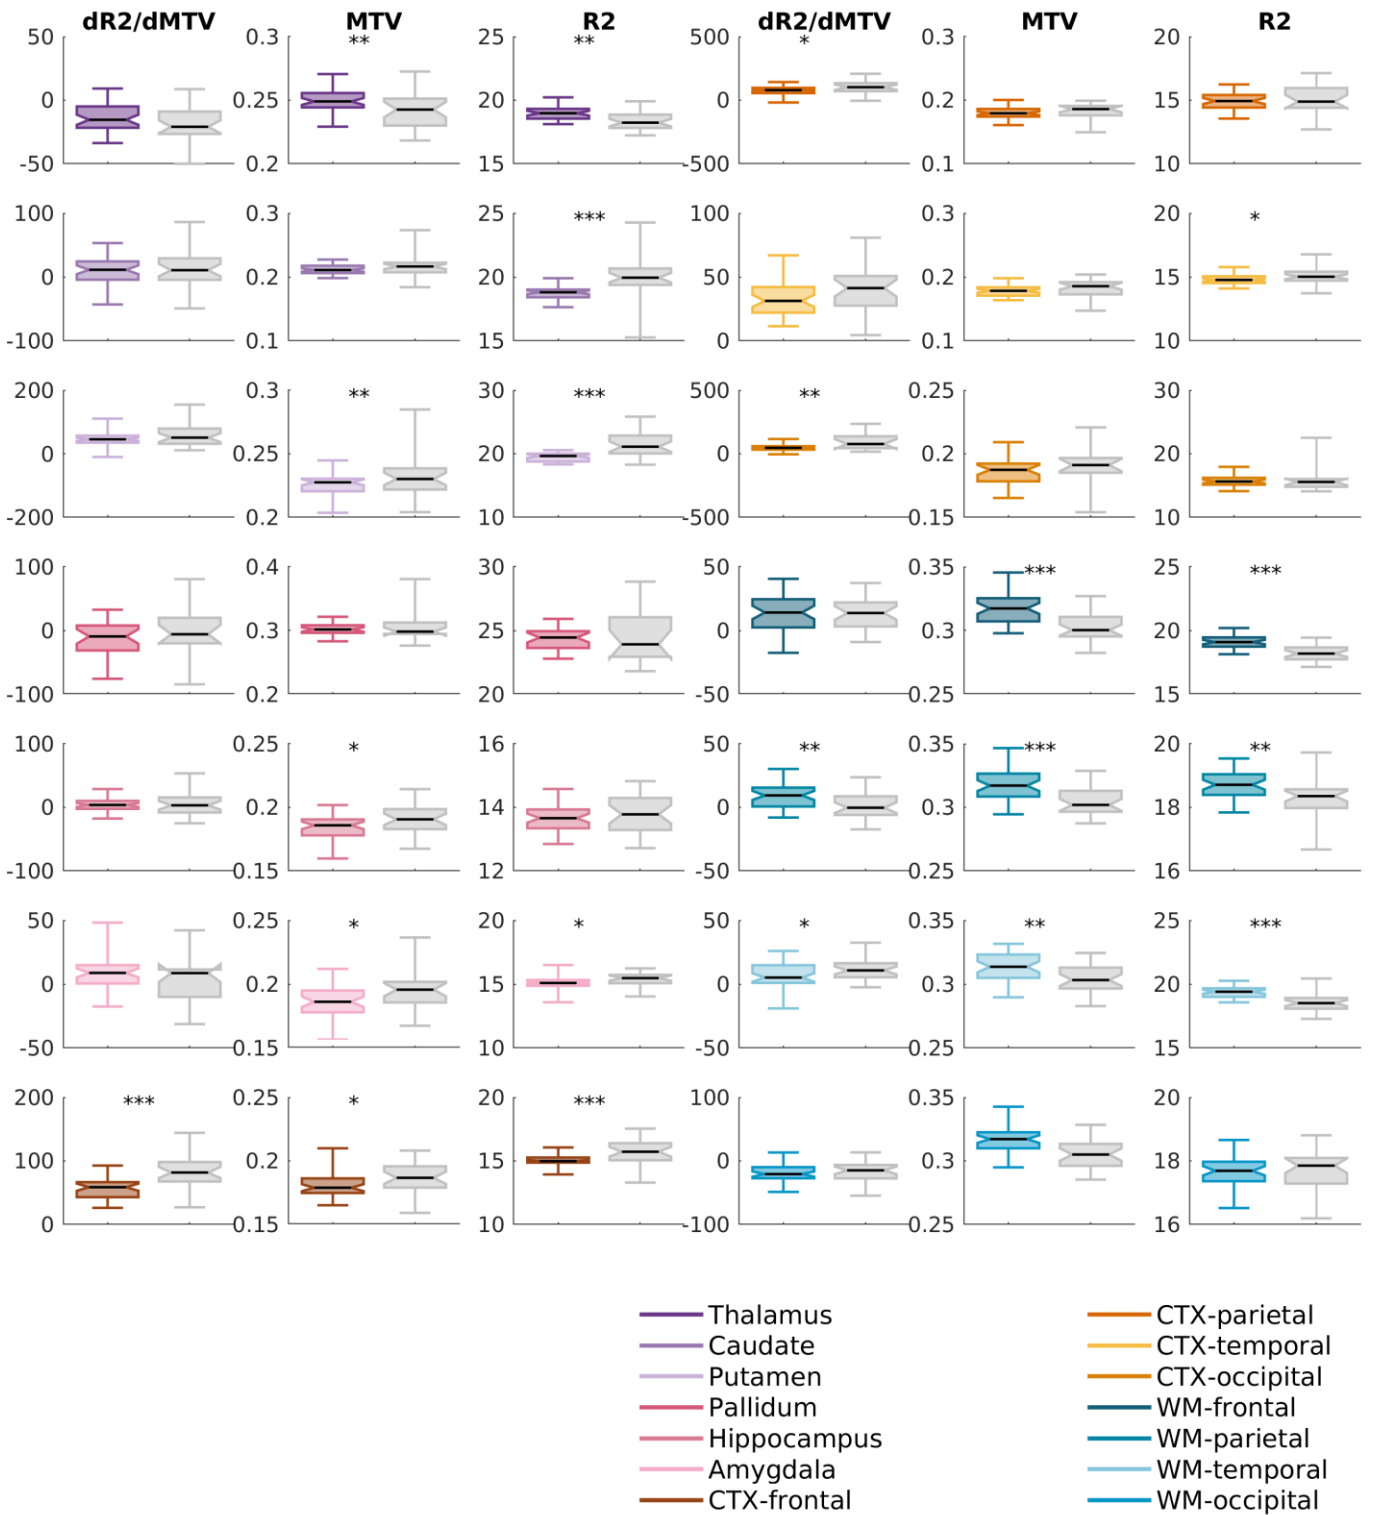 dR2/dMTV MTV R2 dR2/dMTV MTV R2
50 0.3 ** 25 ** 500 * 0.3 20
0 0.25 20 0 0.2 15
-50 0.2 15 -500 0.1 10
100 0.3 25 *** 100 0.3 20 *
0 0.2 20 50 0.2 15
-100 0.1 15 0 0.1 10
200 0.3 ** 30 *** 500 ** 0.25 30
0 0.25 20 0 0.2 20
-200 0.2 10 -500 0.15 10
100 0.4 30 50 0.35 *** 25 ***
0 0.3 25 0 0.3 20
-100 0.2 20 -50 0.25 15
100 0.25 * 16 50 ** 0.35 *** 20 **
0 0.2 14 0 0.3 18
-100 0.15 12 -50 0.25 16
50 0.25 * 20 * 50 * 0.35 ** 25 ***
0 0.2 15 0 0.3 20
-50 0.15 10 -50 0.25 15
200 *** 0.25 * 20 *** 100 0.35 20
100 0.2 15 0 0.3 18
0 0.15 10 -100 0.25 16
Thalamus CTX-parietal
Caudate CTX-temporal
Putamen CTX-occipital
Pallidum WM-frontal
Hippocampus WM-parietal
Amygdala WM-temporal
CTX-frontal WM-occipital